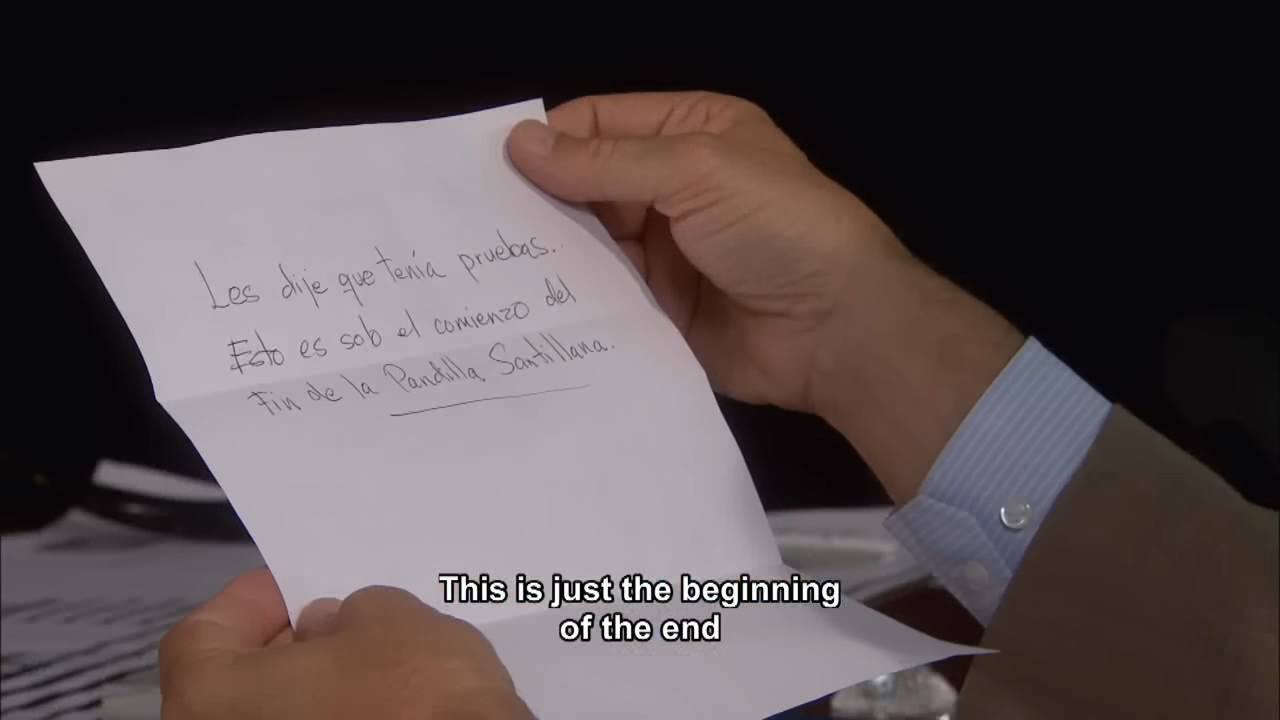 Les dije que tenía pruebas.
Esto es sob el comienzo del
Fin de la Pandilla Santillana.
This is just the beginning
of the end